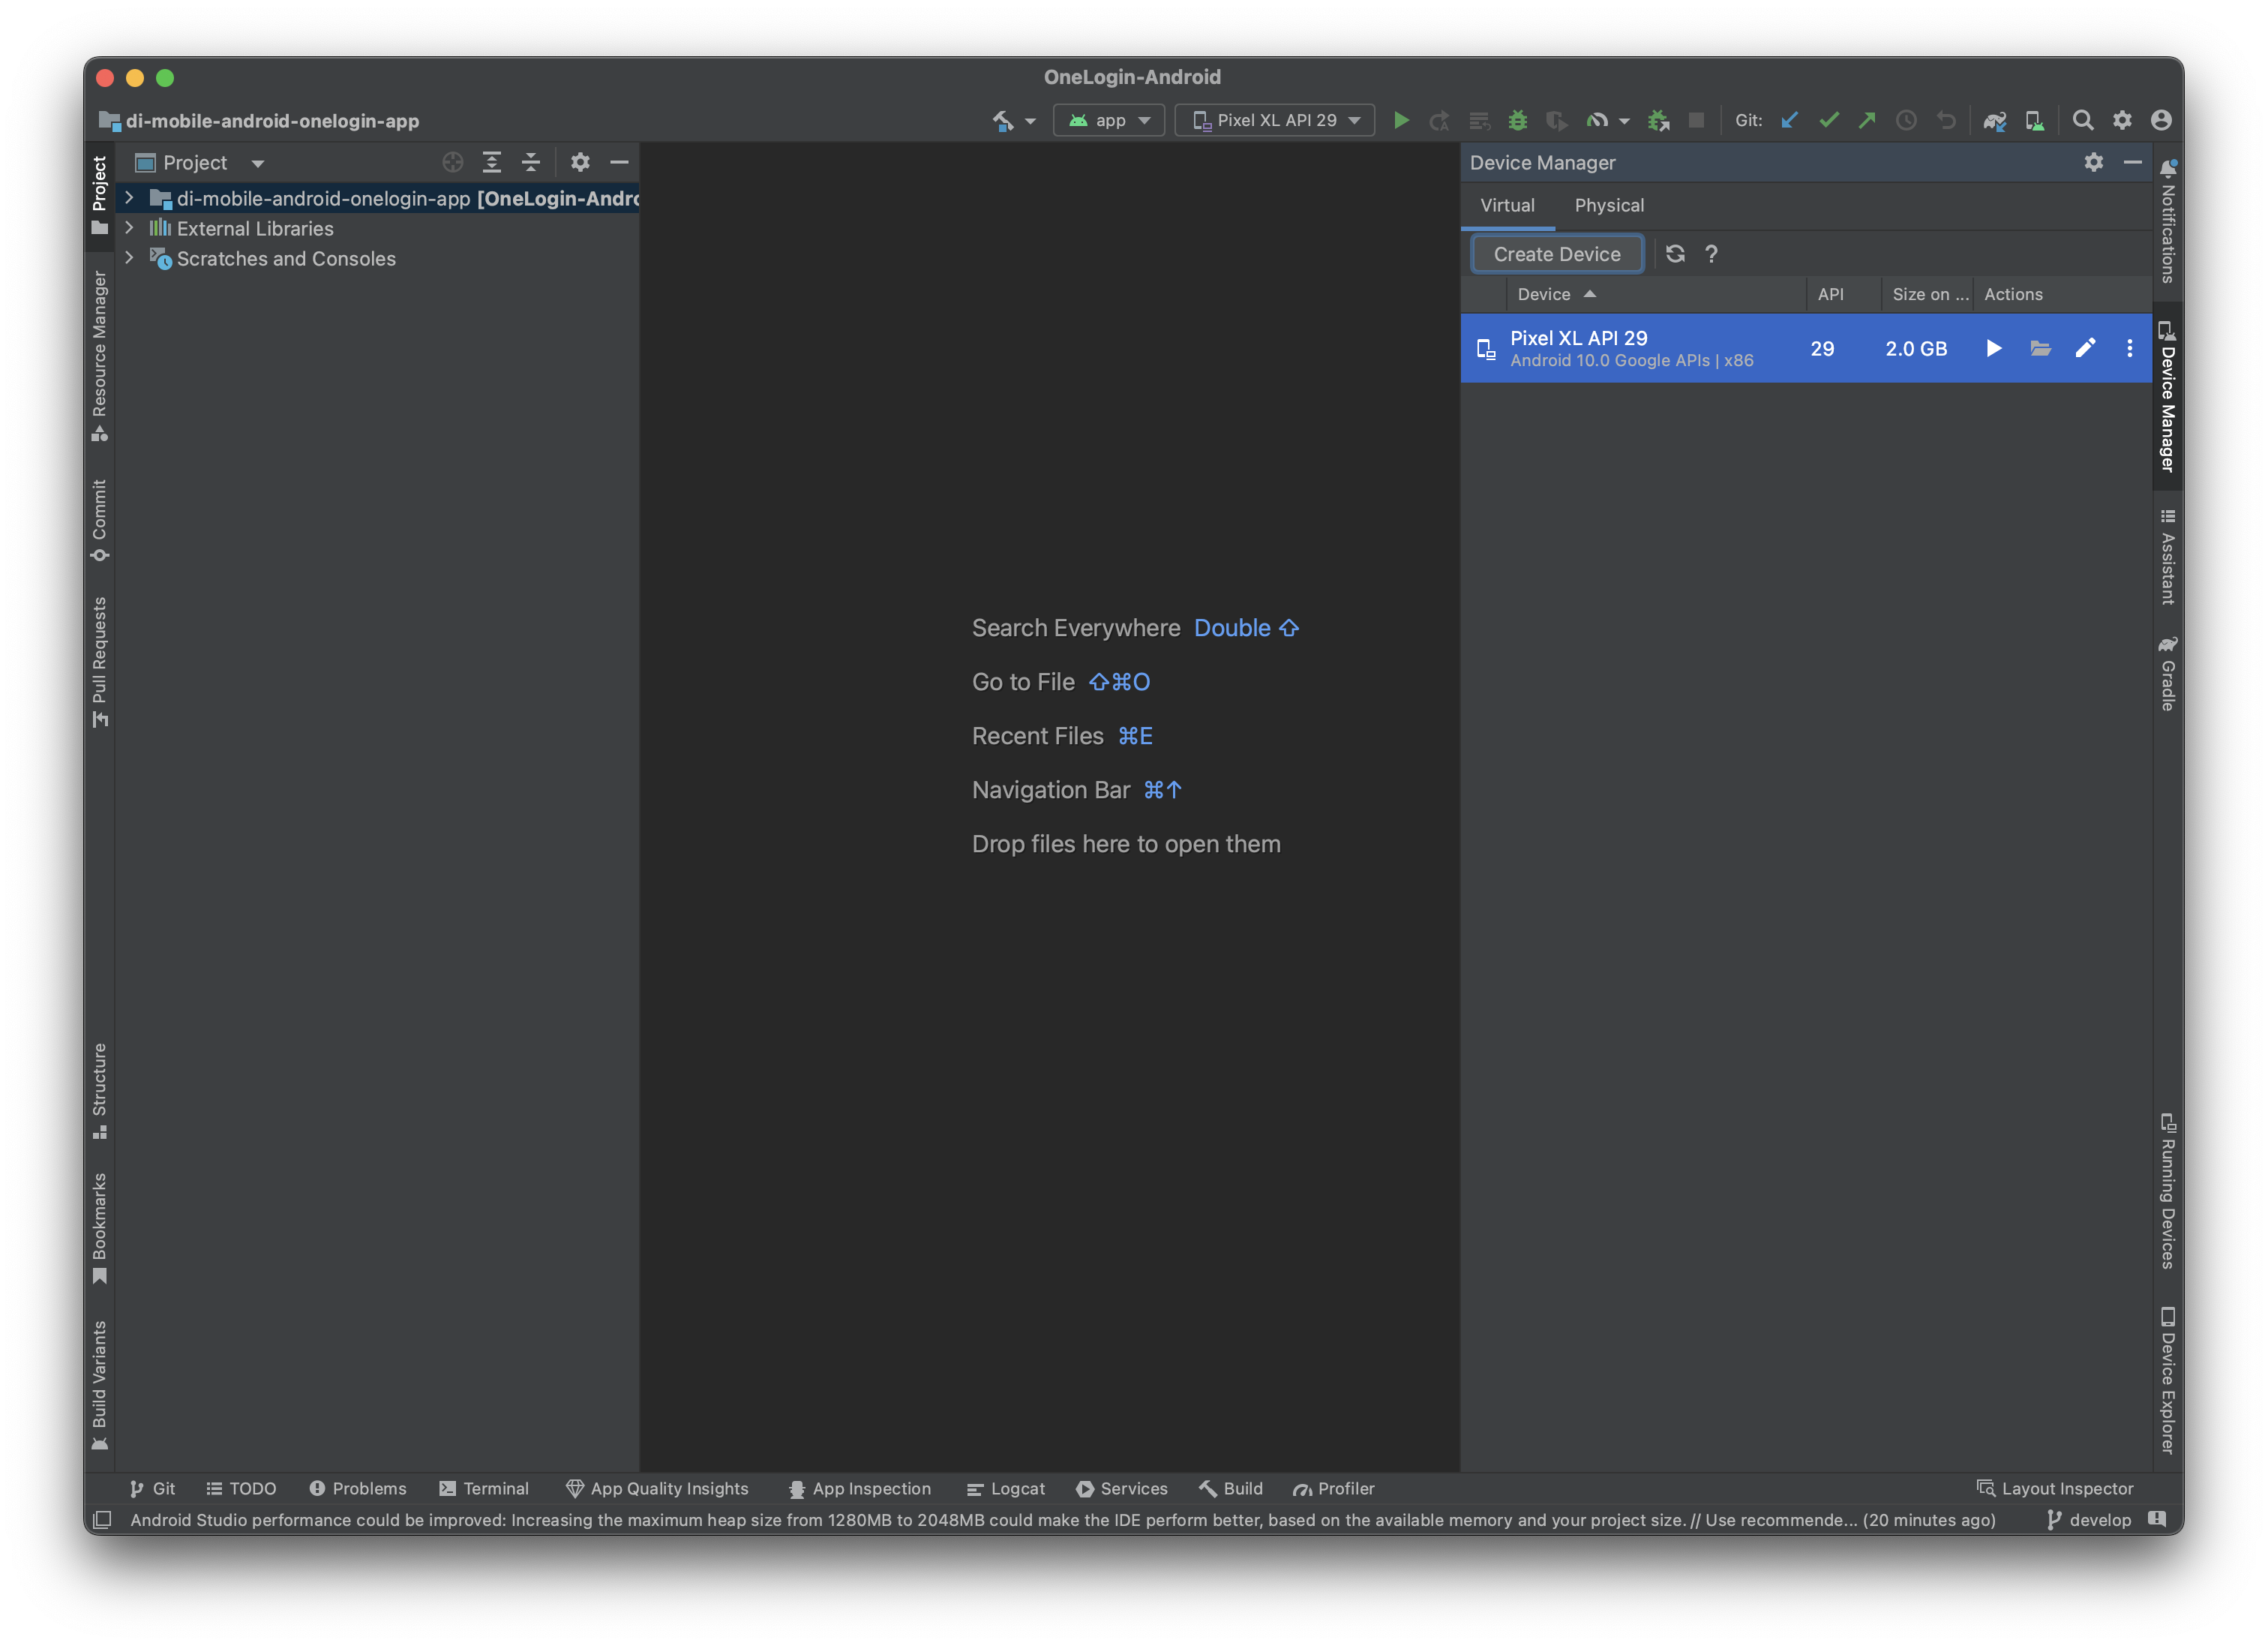 OneLogin-Android
di-mobile-android-onelogin-app
app
Pixel XL API 29
Git:
Project
Resource Manager
Commit
Pull Requests
Structure
Bookmarks
Build Variants
Project
di-mobile-android-onelogin-app [OneLogin-Andro
External Libraries
Scratches and Consoles
Search Everywhere Double ⇧
Go to File ⇧⌘O
Recent Files ⌘E
Navigation Bar ⌘↑
Drop files here to open them
Device Manager
Virtual Physical
Create Device ?
Device API Size on ... Actions
Pixel XL API 29 29 2.0 GB
Android 10.0 Google APIs | x86
Notifications
Device Manager
Assistant
Gradle
Running Devices
Device Explorer
Git TODO Problems Terminal App Quality Insights App Inspection Logcat Services Build Profiler Layout Inspector
Android Studio performance could be improved: Increasing the maximum heap size from 1280MB to 2048MB could make the IDE perform better, based on the available memory and your project size. // Use recommende... (20 minutes ago) develop